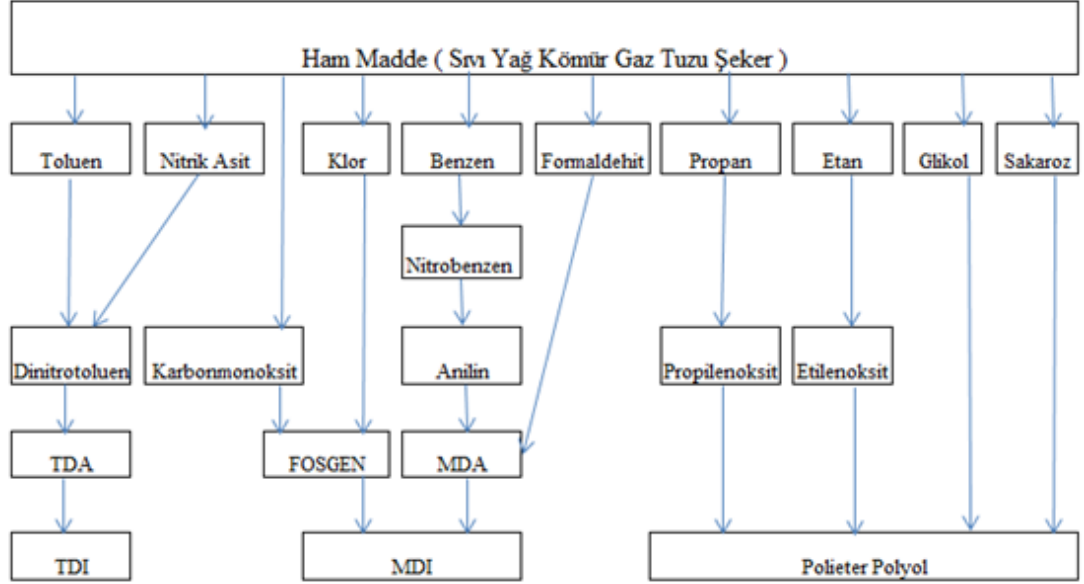 Ham Madde ( Sıvı Yağ Kömür Gaz Tuzu Şeker )
Toluen
Nitrik Asit
Klor
Benzen
Formaldehit
Propan
Etan
Glikol
Sakaroz
Nitrobenzen
Dinitrotoluen
Karbonmonoksit
Anilin
Propilenoksit
Etilenoksit
TDA
FOSGEN
MDA
TDI
MDI
Polieter Polyol